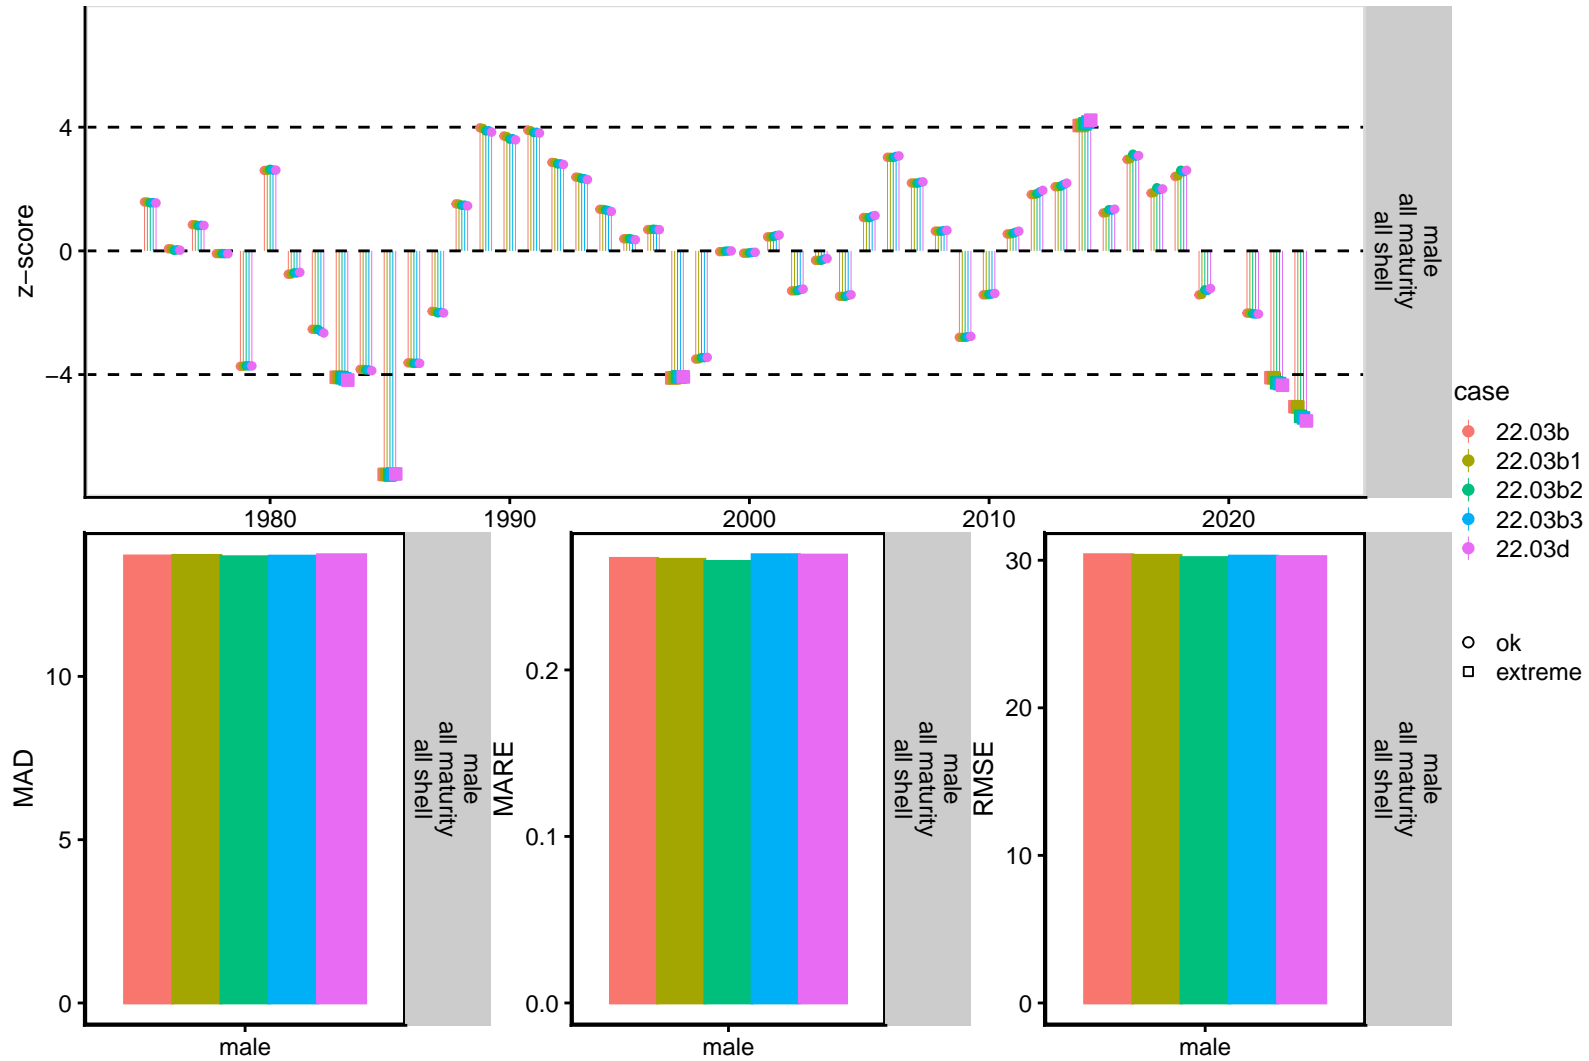 z−score
4
0
−4
1980
1990
2000
2010
2020
male
all maturity
all shell
case
22.03b
22.03b1
22.03b2
22.03b3
22.03d
ok
extreme
MAD
10
5
0
male
male
all maturity
all shell
MARE
0.2
0.1
0.0
male
male
all maturity
all shell
RMSE
30
20
10
0
male
male
all maturity
all shell